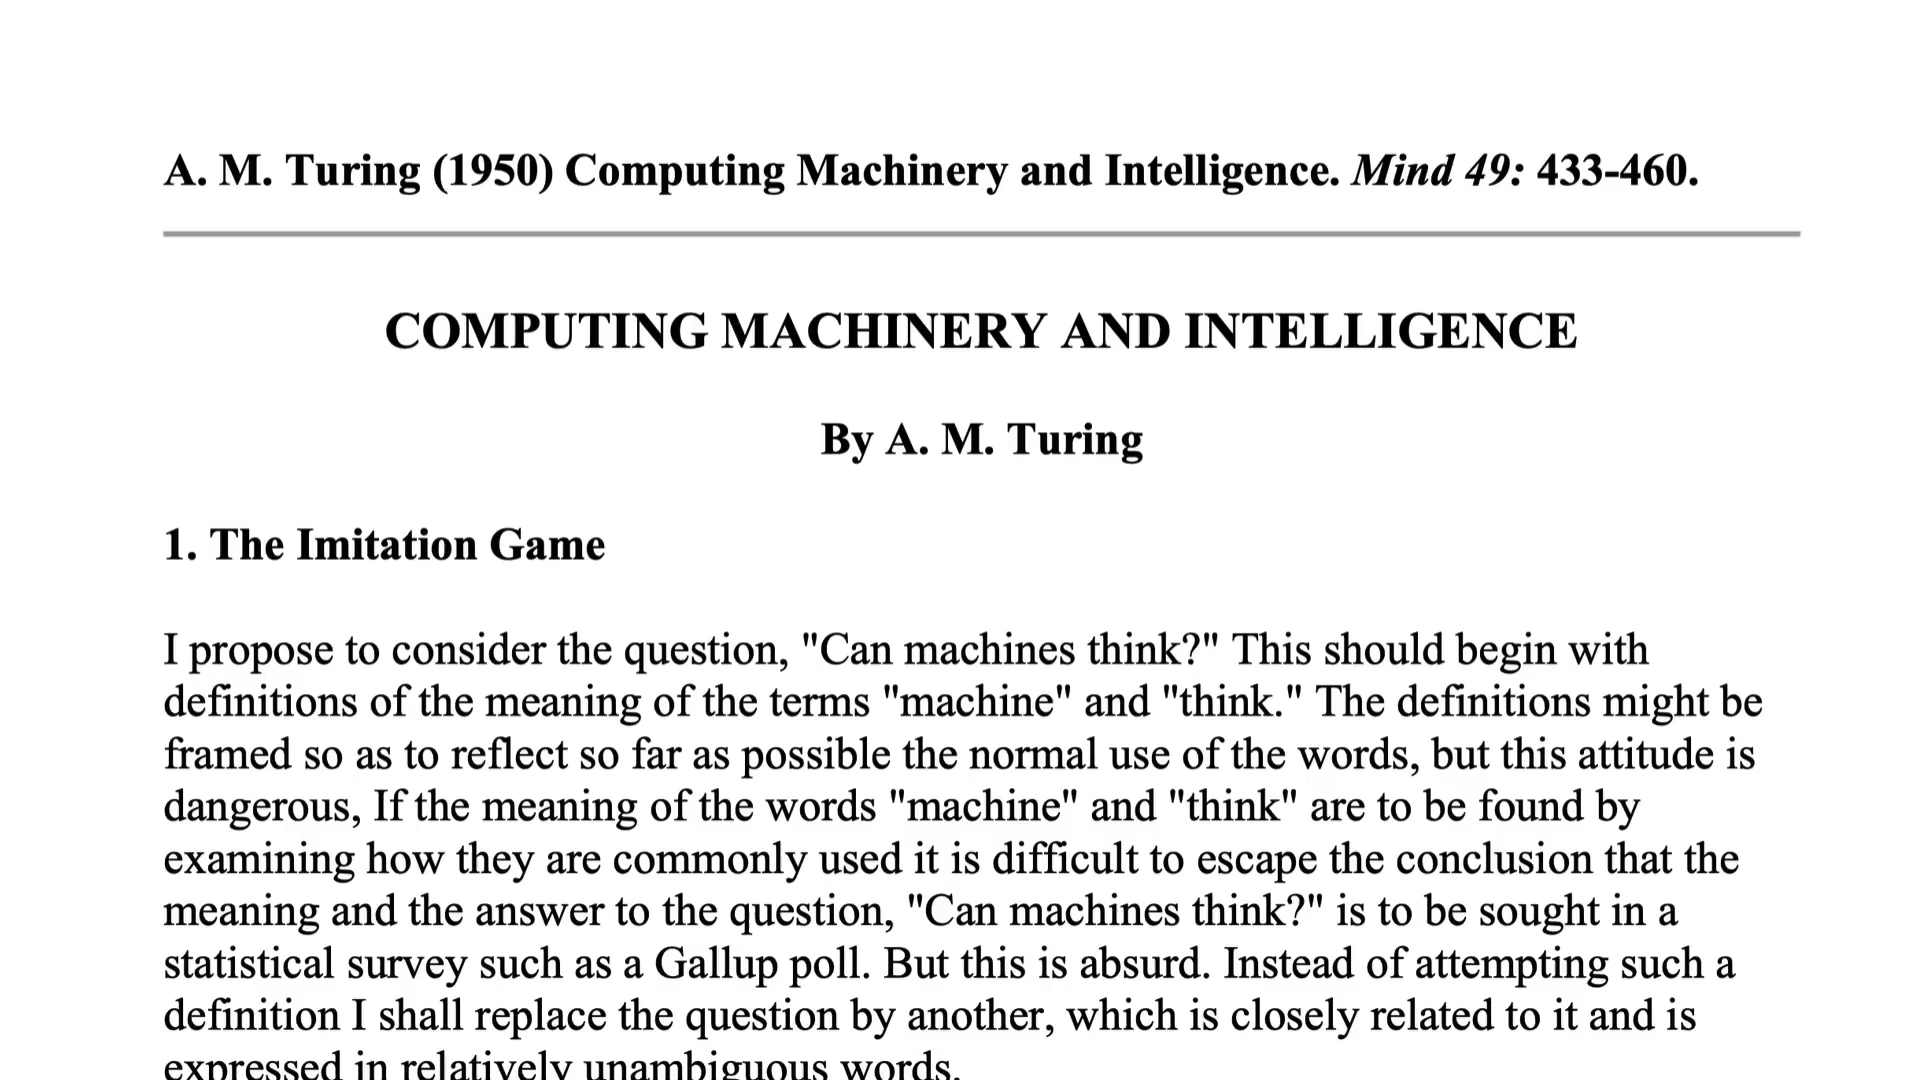 A. M. Turing (1950) Computing Machinery and Intelligence. Mind 49: 433-460.
COMPUTING MACHINERY AND INTELLIGENCE
By A. M. Turing
1. The Imitation Game
I propose to consider the question, "Can machines think?" This should begin with
definitions of the meaning of the terms "machine" and "think." The definitions might be
framed so as to reflect so far as possible the normal use of the words, but this attitude is
dangerous, If the meaning of the words "machine" and "think" are to be found by
examining how they are commonly used it is difficult to escape the conclusion that the
meaning and the answer to the question, "Can machines think?" is to be sought in a
statistical survey such as a Gallup poll. But this is absurd. Instead of attempting such a
definition I shall replace the question by another, which is closely related to it and is
expressed in relatively unambiguous words.